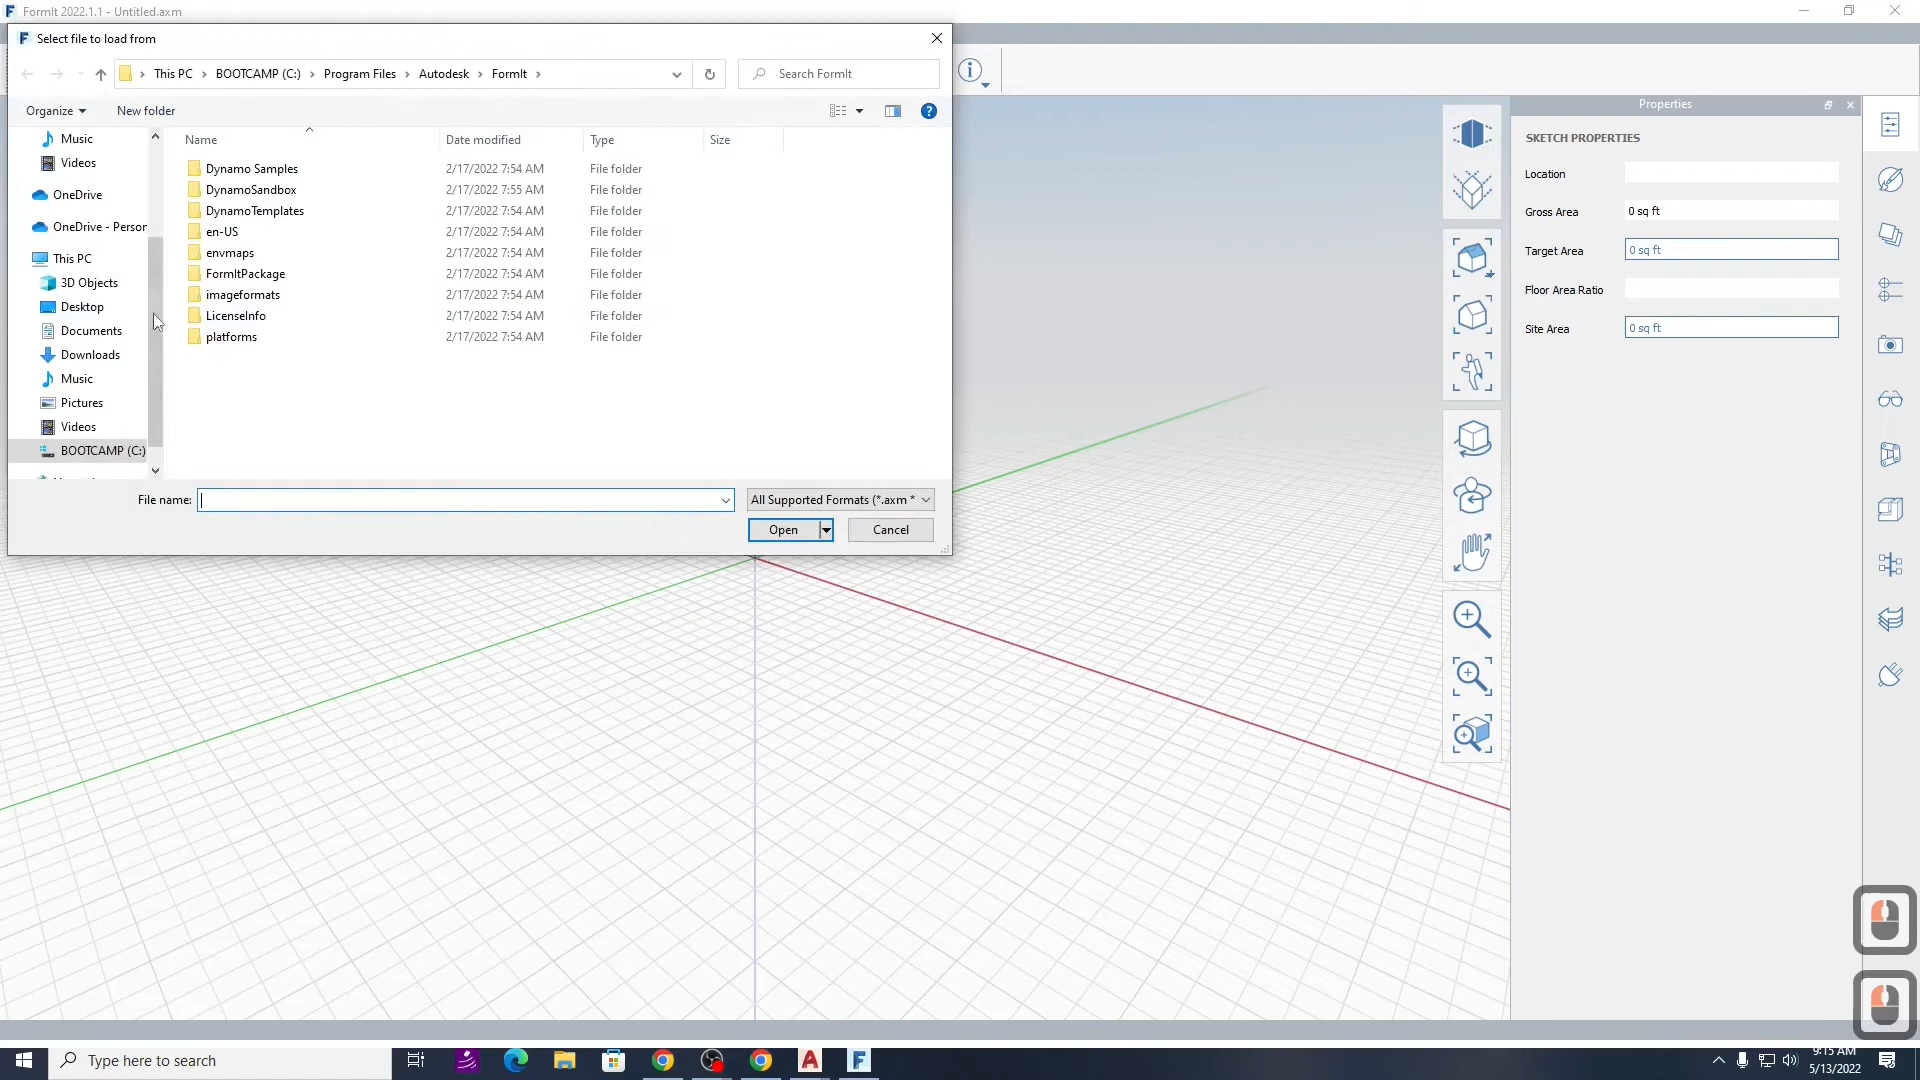 FormIt 2022.1.1 - Untitled.axm
Select file to load from
This PC > BOOTCAMP (C:) > Program Files > Autodesk > FormIt >
Search FormIt
Organize
New folder
Name
Date modified
Type
Size
Music
Videos
OneDrive
OneDrive - Person
This PC
3D Objects
Desktop
Documents
Downloads
Music
Pictures
Videos
BOOTCAMP (C:)
Dynamo Samples 2/17/2022 7:54 AM File folder
DynamoSandbox 2/17/2022 7:55 AM File folder
DynamoTemplates 2/17/2022 7:54 AM File folder
en-US 2/17/2022 7:54 AM File folder
envmaps 2/17/2022 7:54 AM File folder
FormItPackage 2/17/2022 7:54 AM File folder
imageformats 2/17/2022 7:54 AM File folder
LicenseInfo 2/17/2022 7:54 AM File folder
platforms 2/17/2022 7:54 AM File folder
File name:
All Supported Formats (*.axm *
Open
Cancel
Properties
SKETCH PROPERTIES
Location
Gross Area 0 sq ft
Target Area 0 sq ft
Floor Area Ratio
Site Area 0 sq ft
Type here to search
9:15 AM
5/13/2022